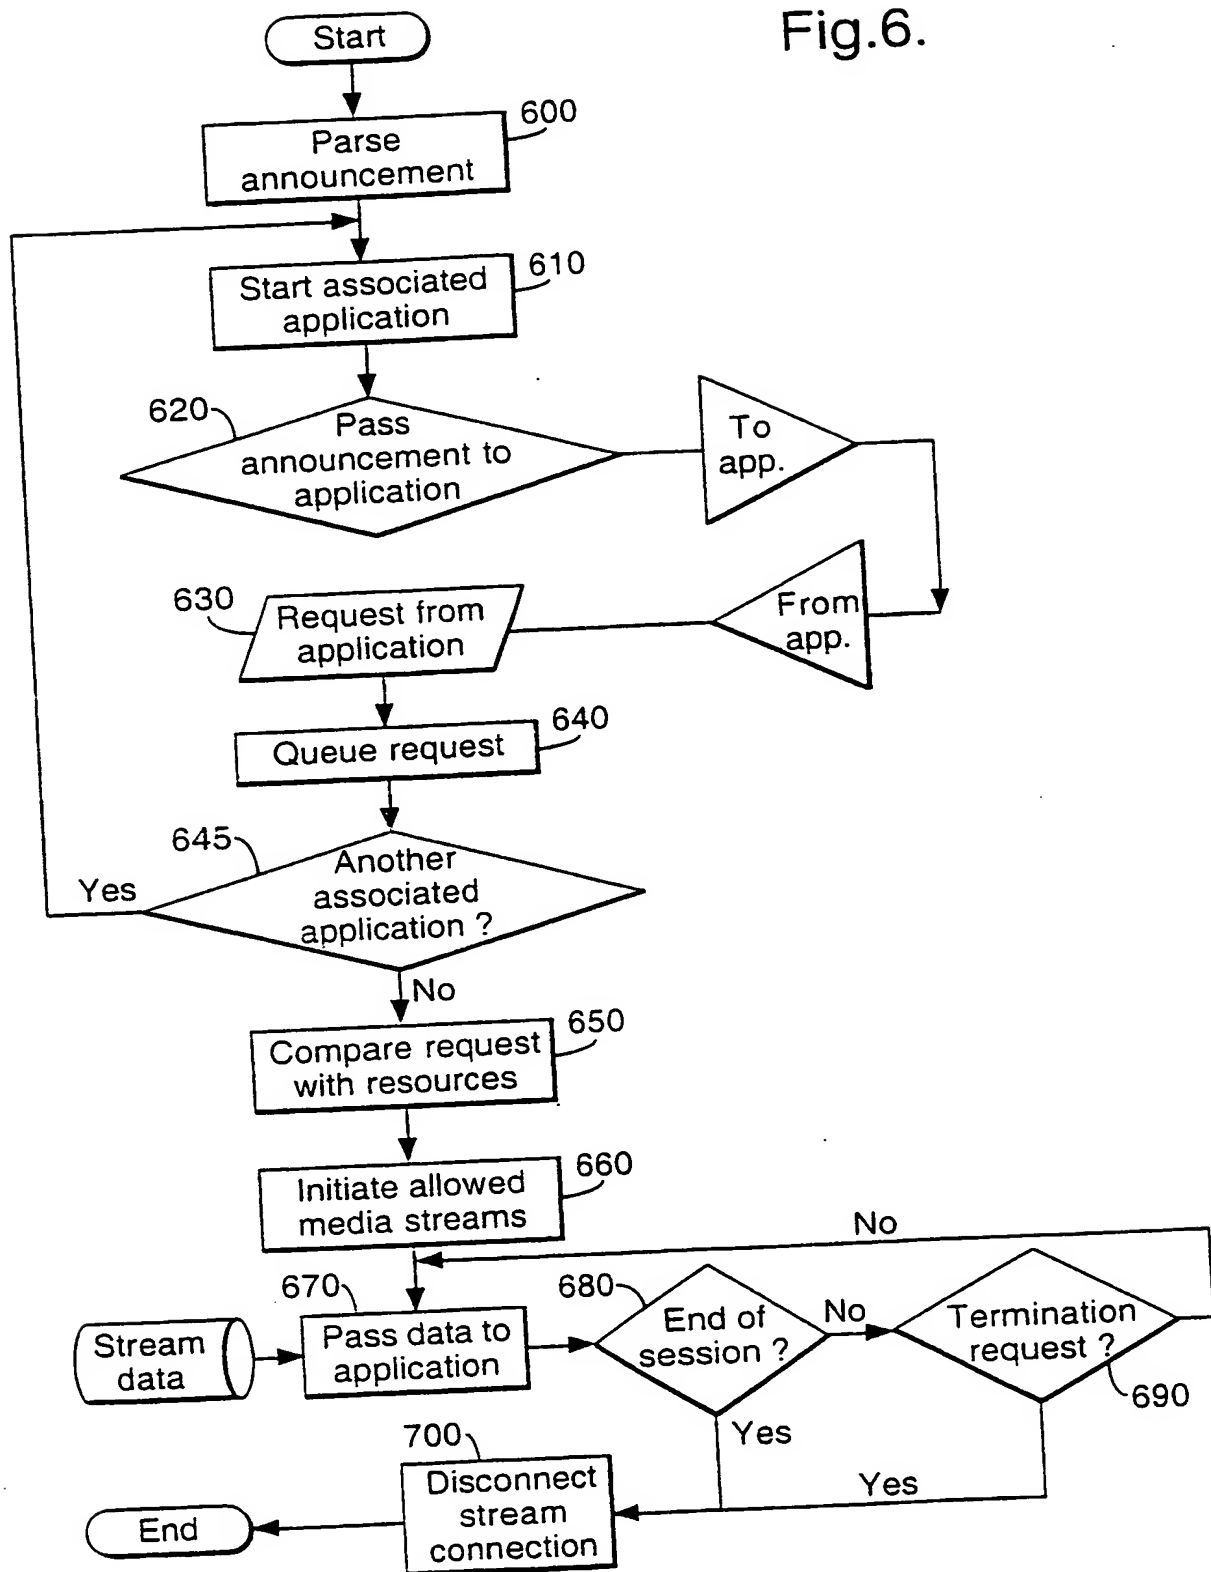 Fig.6.
Start
600
Parse
announcement
610
Start associated
application
620
Pass
announcement to
application
To
app.
From
app.
630
Request from
application
640
Queue request
645
Another
associated
application ?
Yes
No
650
Compare request
with resources
660
Initiate allowed
media streams
No
670
680
Stream
data
Pass data to
application
End of
session ?
No
Termination
request ?
690
Yes
Yes
700
Disconnect
stream
connection
End